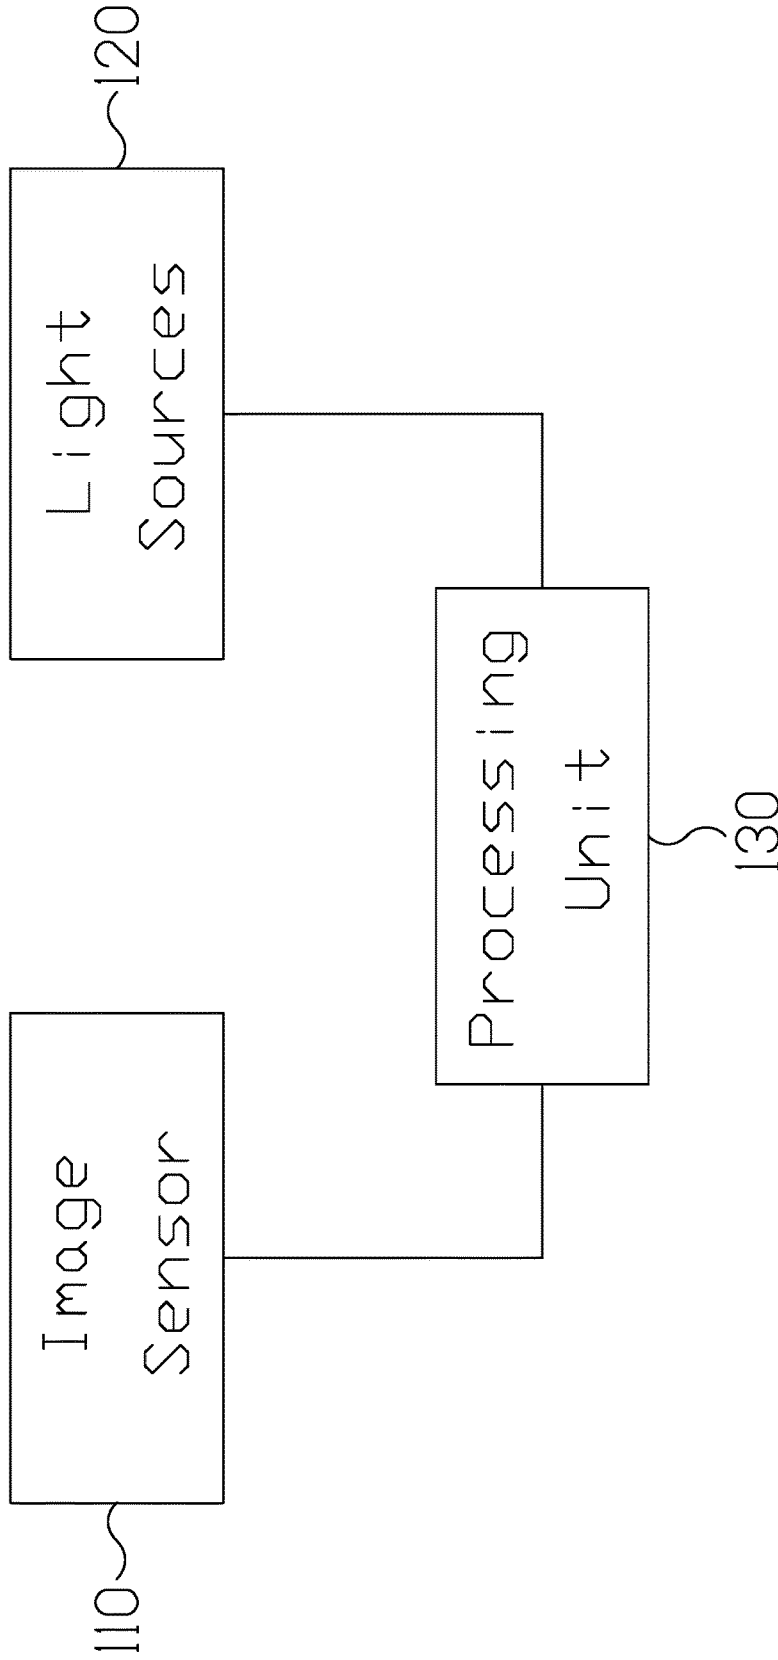 110
Image
Sensor
Light
Sources
120
Processing
Unit
130